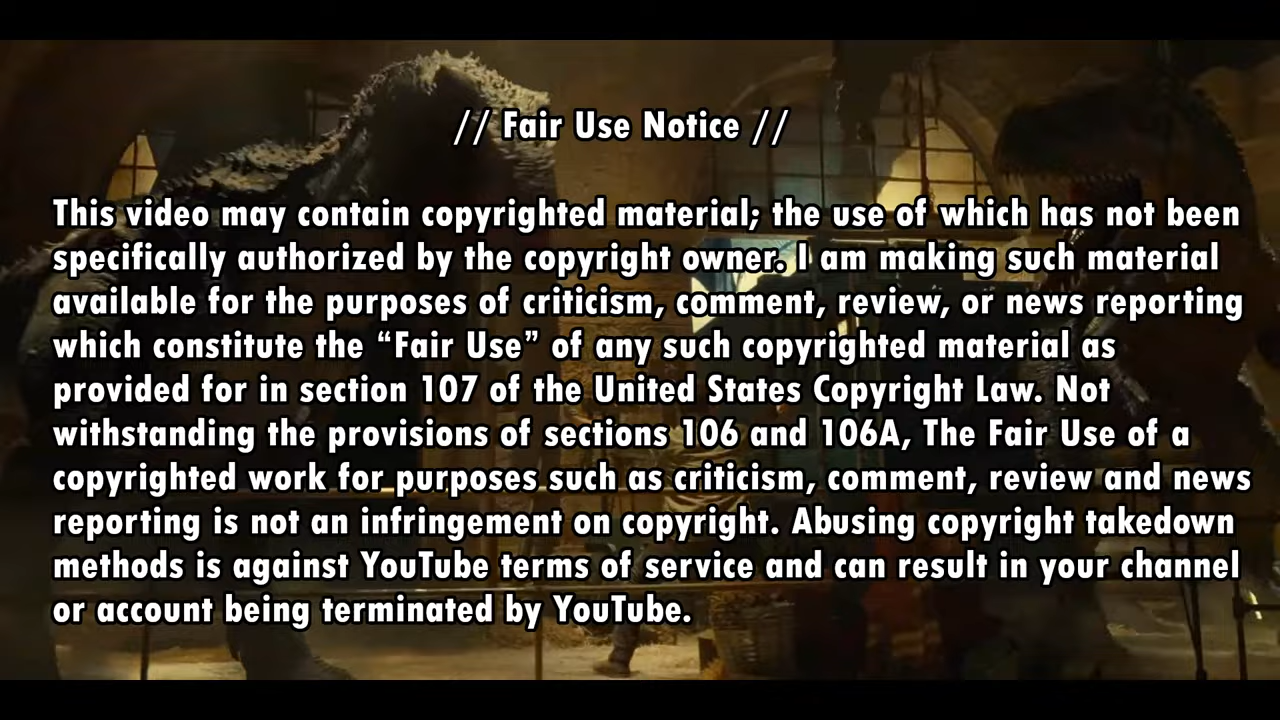 // Fair Use Notice //
This video may contain copyrighted material; the use of which has not been
specifically authorized by the copyright owner. I am making such material
available for the purposes of criticism, comment, review, or news reporting
which constitute the “Fair Use” of any such copyrighted material as
provided for in section 107 of the United States Copyright Law. Not
withstanding the provisions of sections 106 and 106A, The Fair Use of a
copyrighted work for purposes such as criticism, comment, review and news
reporting is not an infringement on copyright. Abusing copyright takedown
methods is against YouTube terms of service and can result in your channel
or account being terminated by YouTube.